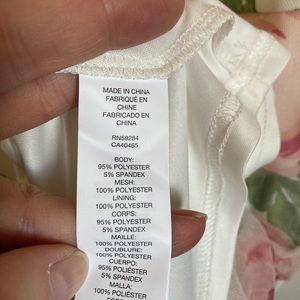 MADE IN CHINA
FABRIQUÉ EN
CHINE
FABRICADO EN
CHINA
RN59284
CA40465
BODY:
95% POLYESTER
5% SPANDEX
MESH:
100% POLYESTER
LINING:
100% POLYESTER
CORPS:
95% POLYESTER
5% SPANDEX
MAILLE:
100% POLYESTER
DOUBLURE:
100% POLYESTER
CUERPO:
95% POLIÉSTER
5% SPANDEX
MALLA:
100% POLIÉSTER